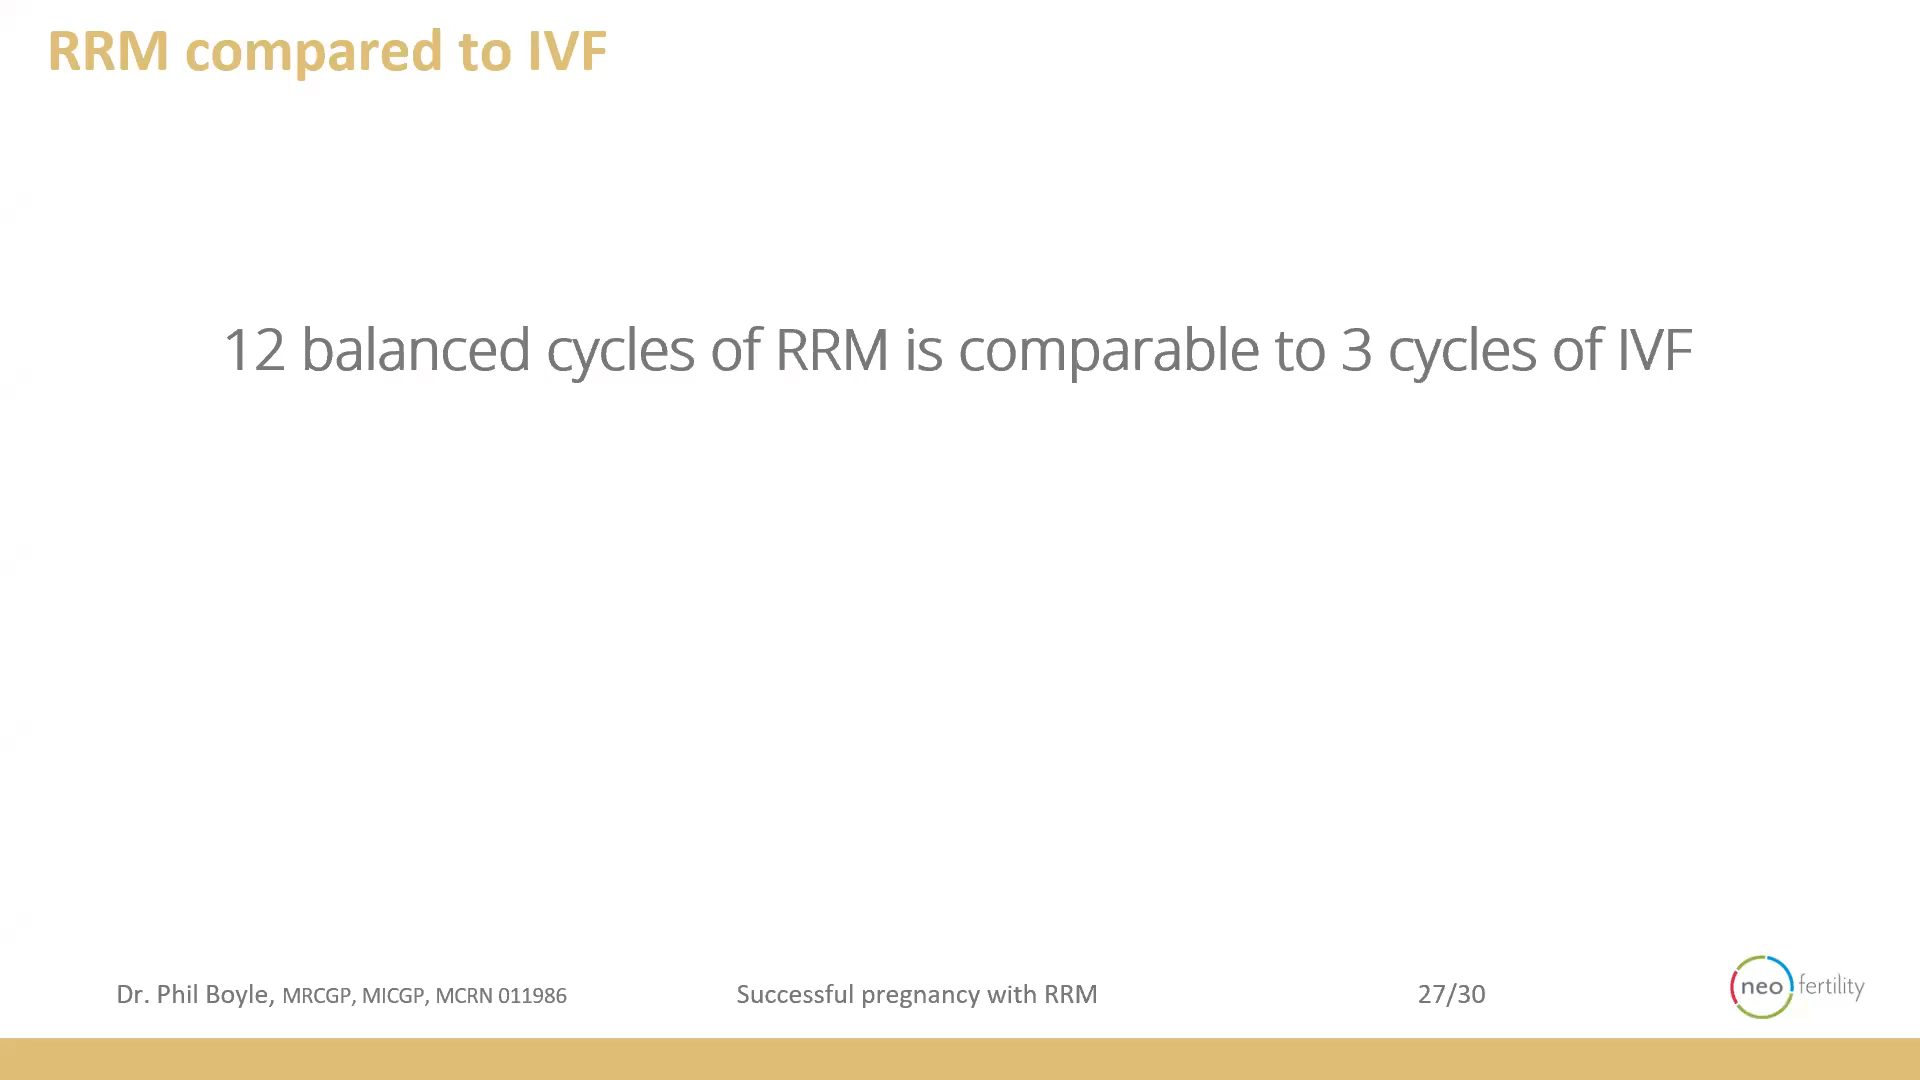 RRM compared to IVF
12 balanced cycles of RRM is comparable to 3 cycles of IVF
Dr. Phil Boyle, MRCGP, MICGP, MCRN 011986
Successful pregnancy with RRM
27/30
neo fertility